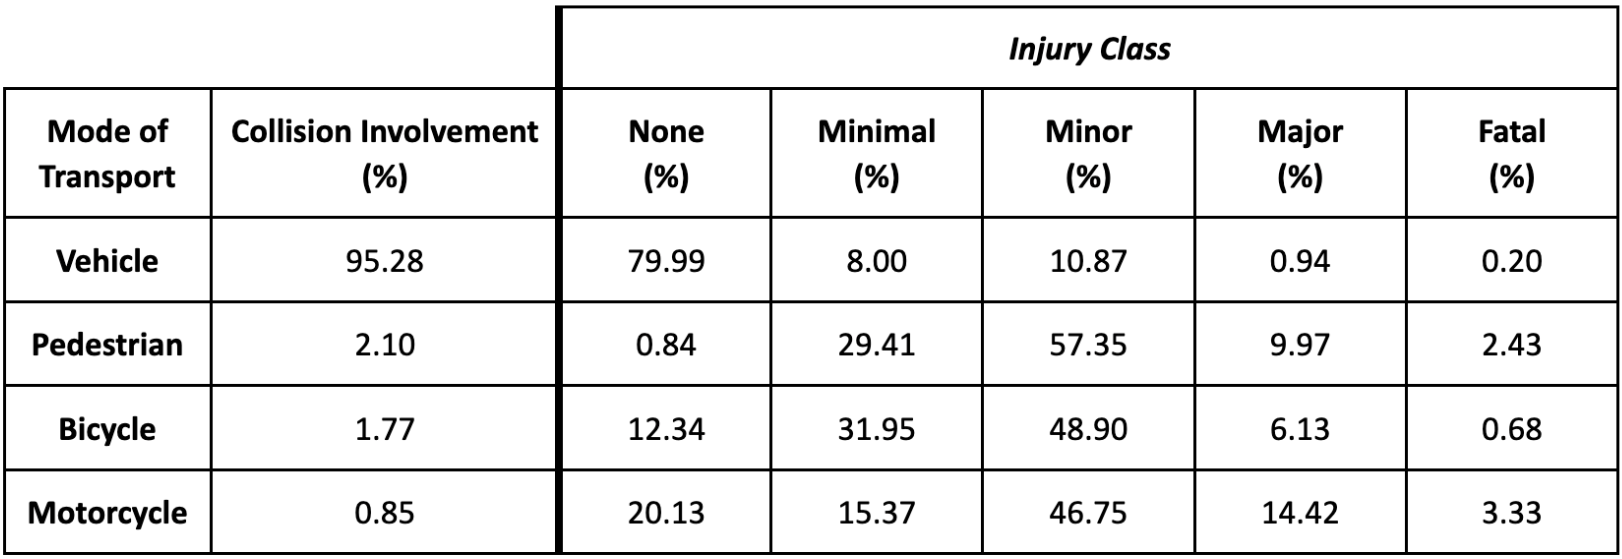 Injury Class
Mode of Transport Collision Involvement (%) None (%) Minimal (%) Minor (%) Major (%) Fatal (%)
Vehicle 95.28 79.99 8.00 10.87 0.94 0.20
Pedestrian 2.10 0.84 29.41 57.35 9.97 2.43
Bicycle 1.77 12.34 31.95 48.90 6.13 0.68
Motorcycle 0.85 20.13 15.37 46.75 14.42 3.33